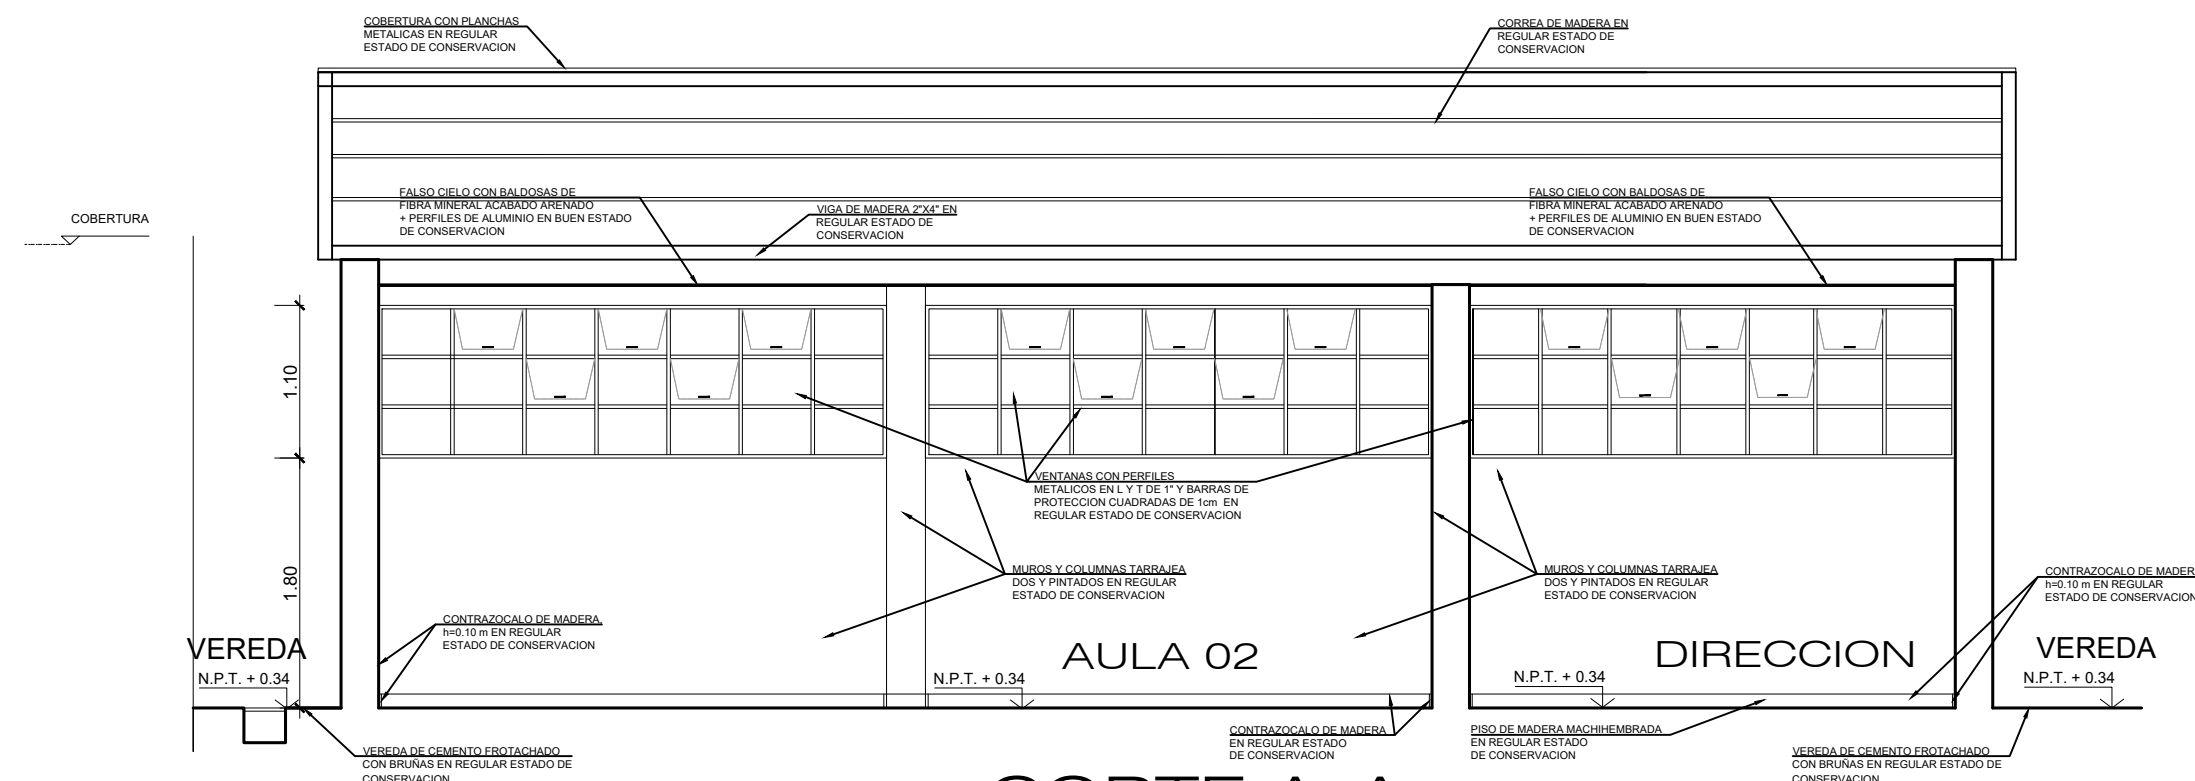 COBERTURA CON PLANCHAS
METALICAS EN REGULAR
ESTADO DE CONSERVACION
CORREA DE MADERA EN
REGULAR ESTADO DE
CONSERVACION
FALSO CIELO CON BALDOSAS DE
FIBRA MINERAL ACABADO ARENADO
+ PERFILES DE ALUMINIO EN BUEN ESTADO
DE CONSERVACION
VIGA DE MADERA 2"X4" EN
REGULAR ESTADO DE
CONSERVACION
FALSO CIELO CON BALDOSAS DE
FIBRA MINERAL ACABADO ARENADO
+ PERFILES DE ALUMINIO EN BUEN ESTADO
DE CONSERVACION
COBERTURA
1.10
VENTANAS CON PERFILES
METALICOS EN L Y T DE 1" Y BARRAS DE
PROTECCION CUADRADAS DE 1cm EN
REGULAR ESTADO DE CONSERVACION
1.80
MUROS Y COLUMNAS TARRAJEA
DOS Y PINTADOS EN REGULAR
ESTADO DE CONSERVACION
MUROS Y COLUMNAS TARRAJEA
DOS Y PINTADOS EN REGULAR
ESTADO DE CONSERVACION
CONTRAZOCALO DE MADER
h=0.10 m EN REGULAR
ESTADO DE CONSERVACION
CONTRAZOCALO DE MADERA,
h=0.10 m EN REGULAR
ESTADO DE CONSERVACION
VEREDA
N.P.T. + 0.34
AULA 02
N.P.T. + 0.34
DIRECCION
N.P.T. + 0.34
VEREDA
N.P.T. + 0.34
CONTRAZOCALO DE MADERA
EN REGULAR ESTADO
DE CONSERVACION
PISO DE MADERA MACHIHEMBRADA
EN REGULAR ESTADO
DE CONSERVACION
VEREDA DE CEMENTO FROTACHADO
CON BRUÑAS EN REGULAR ESTADO DE
CONSERVACION
VEREDA DE CEMENTO FROTACHADO
CON BRUÑAS EN REGULAR ESTADO DE
CONSERVACION
CORTE A-A